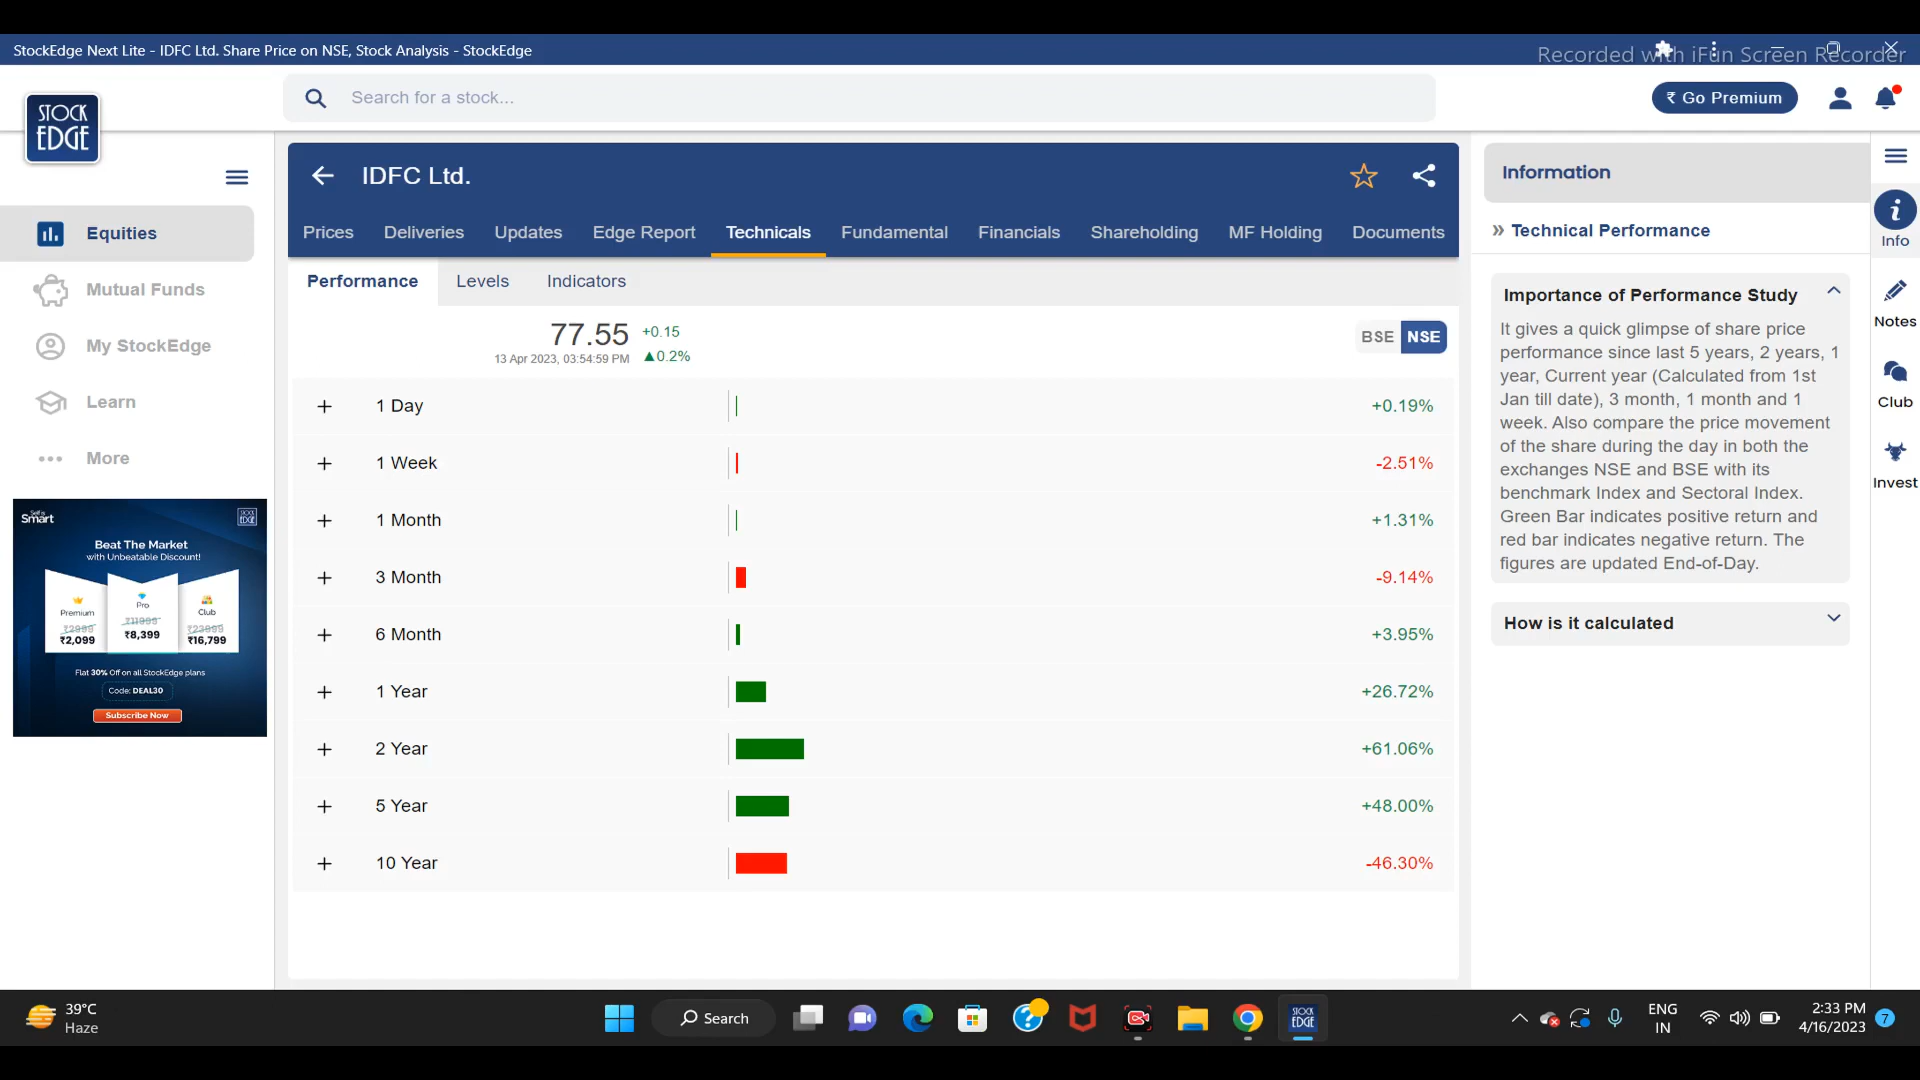 StockEdge Next Lite - IDFC Ltd. Share Price on NSE, Stock Analysis - StockEdge
Recorded with iFun Screen Recorder
STOCK
EDGE
Search for a stock...
₹ Go Premium
Equities
Mutual Funds
My StockEdge
Learn
More
Self is
Smart
STOCK
EDGE
Beat The Market
with Unbeatable Discount!
Premium
₹2999
₹2,099
Pro
₹11999
₹8,399
Club
₹23999
₹16,799
Flat 30% Off on all StockEdge plans
Code: DEAL30
Subscribe Now
IDFC Ltd.
Prices Deliveries Updates Edge Report Technicals Fundamental Financials Shareholding MF Holding Documents
Performance Levels Indicators
77.55 +0.15
13 Apr 2023, 03:54:59 PM ▲0.2%
BSE NSE
+ 1 Day +0.19%
+ 1 Week -2.51%
+ 1 Month +1.31%
+ 3 Month -9.14%
+ 6 Month +3.95%
+ 1 Year +26.72%
+ 2 Year +61.06%
+ 5 Year +48.00%
+ 10 Year -46.30%
Information
» Technical Performance
Importance of Performance Study
It gives a quick glimpse of share price
performance since last 5 years, 2 years, 1
year, Current year (Calculated from 1st
Jan till date), 3 month, 1 month and 1
week. Also compare the price movement
of the share during the day in both the
exchanges NSE and BSE with its
benchmark Index and Sectoral Index.
Green Bar indicates positive return and
red bar indicates negative return. The
figures are updated End-of-Day.
How is it calculated
Info
Notes
Club
Invest
39°C
Haze
Search
STOCK
EDGE
ENG
IN
2:33 PM
4/16/2023
7